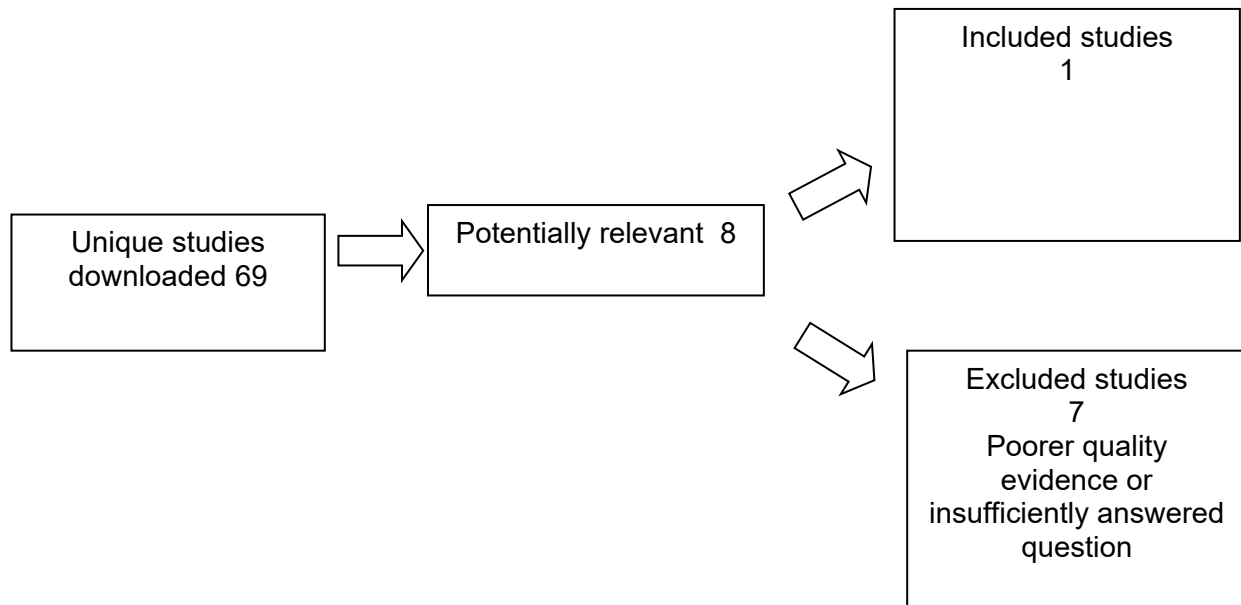 Unique studies
downloaded 69
Potentially relevant  8
Included studies
1
Excluded studies
7
Poorer quality
evidence or
insufficiently answered
question